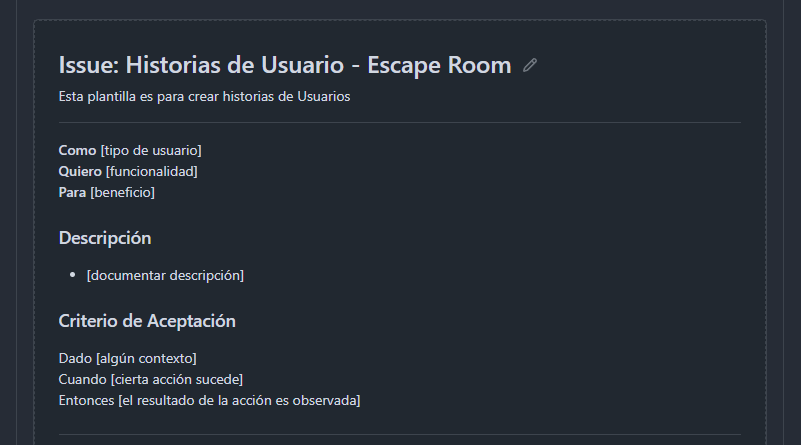 Issue: Historias de Usuario - Escape Room
Esta plantilla es para crear historias de Usuarios
Como [tipo de usuario]
Quiero [funcionalidad]
Para [beneficio]
Descripción
• [documentar descripción]
Criterio de Aceptación
Dado [algún contexto]
Cuando [cierta acción sucede]
Entonces [el resultado de la acción es observada]